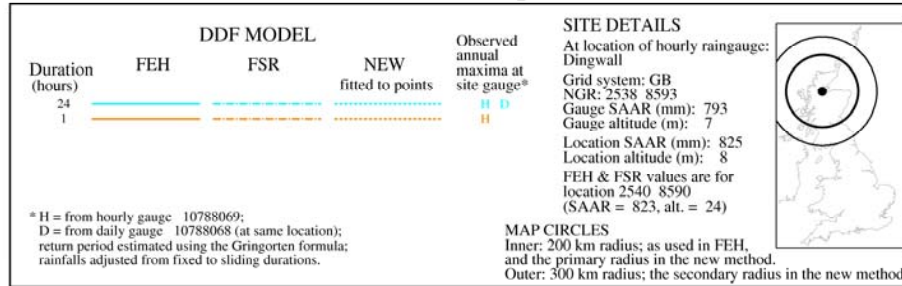 DDF MODEL
Duration
(hours)
FEH
FSR
NEW
fitted to points
Observed
annual
maxima at
site gauge*
24
H D
1
H
* H = from hourly gauge 10788069;
D = from daily gauge 10788068 (at same location);
return period estimated using the Gringorten formula;
rainfalls adjusted from fixed to sliding durations.
SITE DETAILS
At location of hourly raingauge:
Dingwall
Grid system: GB
NGR: 2538 8593
Gauge SAAR (mm): 793
Gauge altitude (m): 7
Location SAAR (mm): 825
Location altitude (m): 8
FEH & FSR values are for
location 2540 8590
(SAAR = 823, alt. = 24)
MAP CIRCLES
Inner: 200 km radius; as used in FEH,
and the primary radius in the new method.
Outer: 300 km radius; the secondary radius in the new method